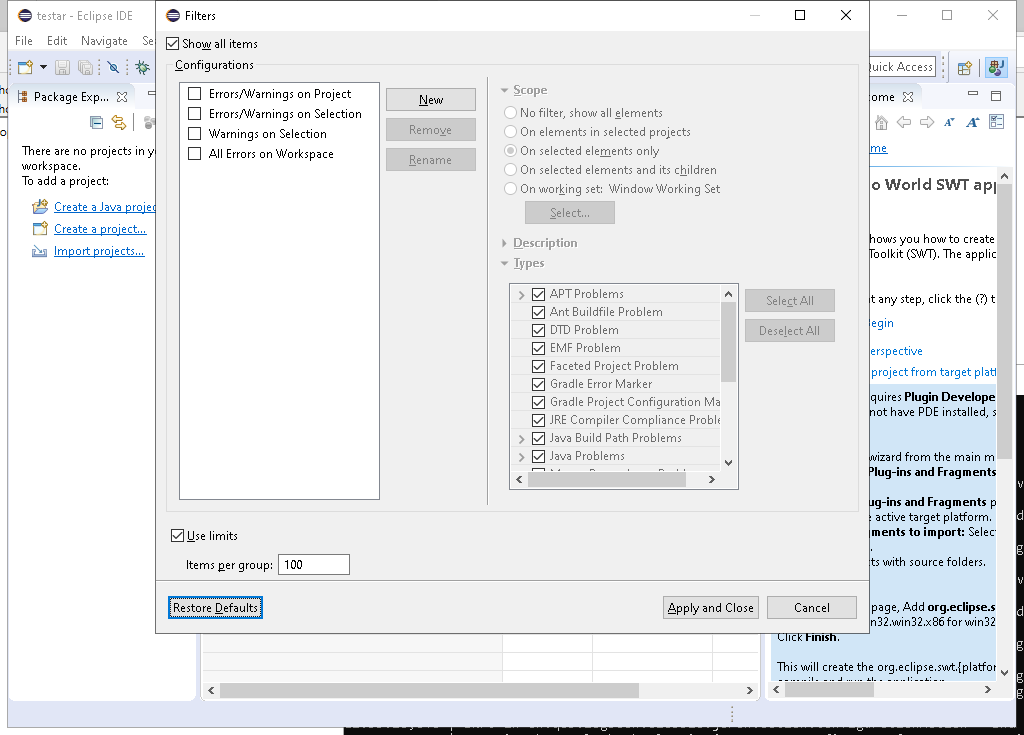 testar - Eclipse IDE
File Edit Navigate
Package Exp...
There are no projects in
workspace.
To add a project:
Create a Java
Create a project...
Import projects...
Filters
Show all items
Configurations
Errors/Warnings on Project
Errors/Warnings on Selection
Warnings on Selection
All Errors on Workspace
New
Remove
Rename
Scope
No filter, show all elements
On elements in selected projects
On selected elements only
On selected elements and its children
On working set: Window Working Set
Select...
Description
Types
APT Problems
Ant Buildfile Problem
DTD Problem
EMF Problem
Faceted Project Problem
Gradle Error Marker
Gradle Project Configuration Ma
JRE Compiler Compliance Proble
Java Build Path Problems
Java Problems
Select All
Deselect All
Use limits
Items per group: 100
Restore Defaults
Apply and Close
Cancel
Quick Access
ome
me
o World SWT app
hows you how to create
Toolkit (SWT). The applic
t any step, click the (?) t
egin
erspective
project from target platf
quires Plugin Develope
not have PDE installed, s
wizard from the main m
Plug-ins and Fragments
ug-ins and Fragments p
e active target platform.
gments to import: Selec
ts with source folders.
page, Add org.eclipse.s
n32.win32.x86 for win32
Click Finish.
This will create the org.eclipse.swt.{platfor
compile and run the application